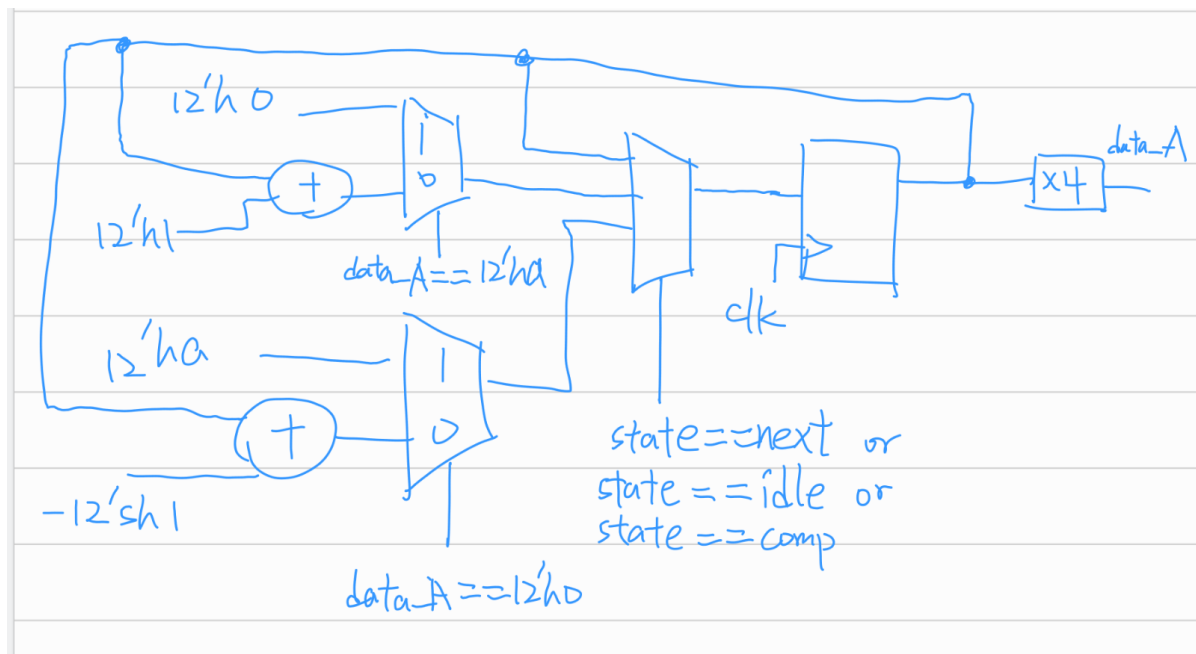 12'h0
1
0
+
12'h1
data_A==12'ha
data_A
x4
clk
12'ha
1
0
+
-12'sh1
data_A==12'h0
state==next or
state==idle or
state==comp